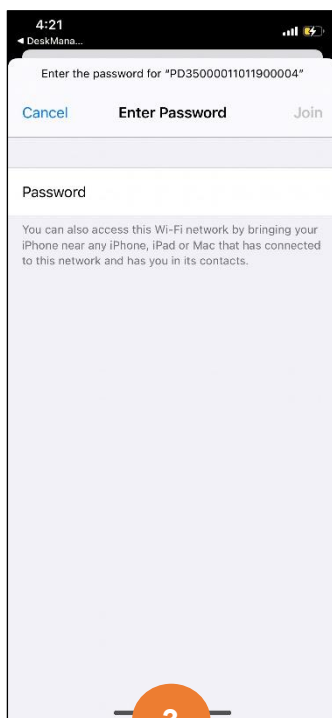 4:21
◀ DeskMana...
Enter the password for “PD35000011011900004”
Cancel Enter Password Join
Password
You can also access this Wi-Fi network by bringing your
iPhone near any iPhone, iPad or Mac that has connected
to this network and has you in its contacts.